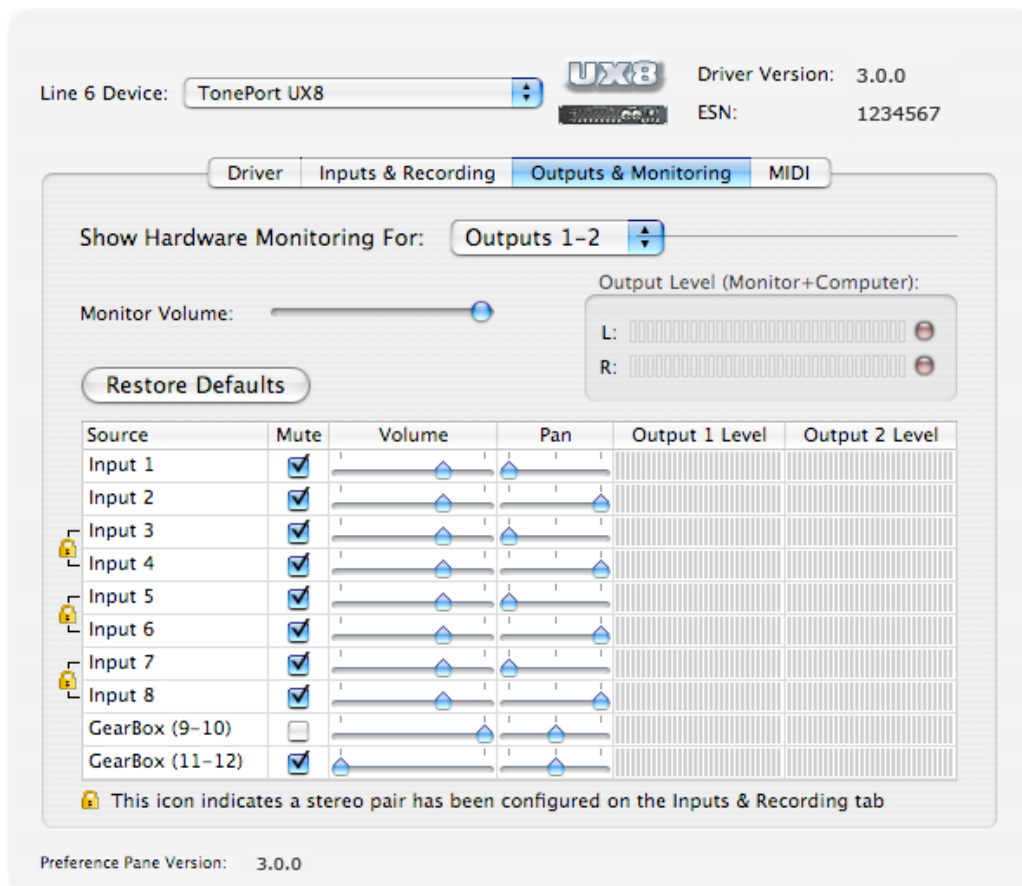 UX8
Driver Version: 3.0.0
Line 6 Device: TonePort UX8
ESN: 1234567
Driver Inputs & Recording Outputs & Monitoring MIDI
Show Hardware Monitoring For: Outputs 1-2
Output Level (Monitor+Computer):
Monitor Volume:
L:
R:
Restore Defaults
Source Mute Volume Pan Output 1 Level Output 2 Level
Input 1
Input 2
Input 3
Input 4
Input 5
Input 6
Input 7
Input 8
GearBox (9-10)
GearBox (11-12)
This icon indicates a stereo pair has been configured on the Inputs & Recording tab
Preference Pane Version: 3.0.0